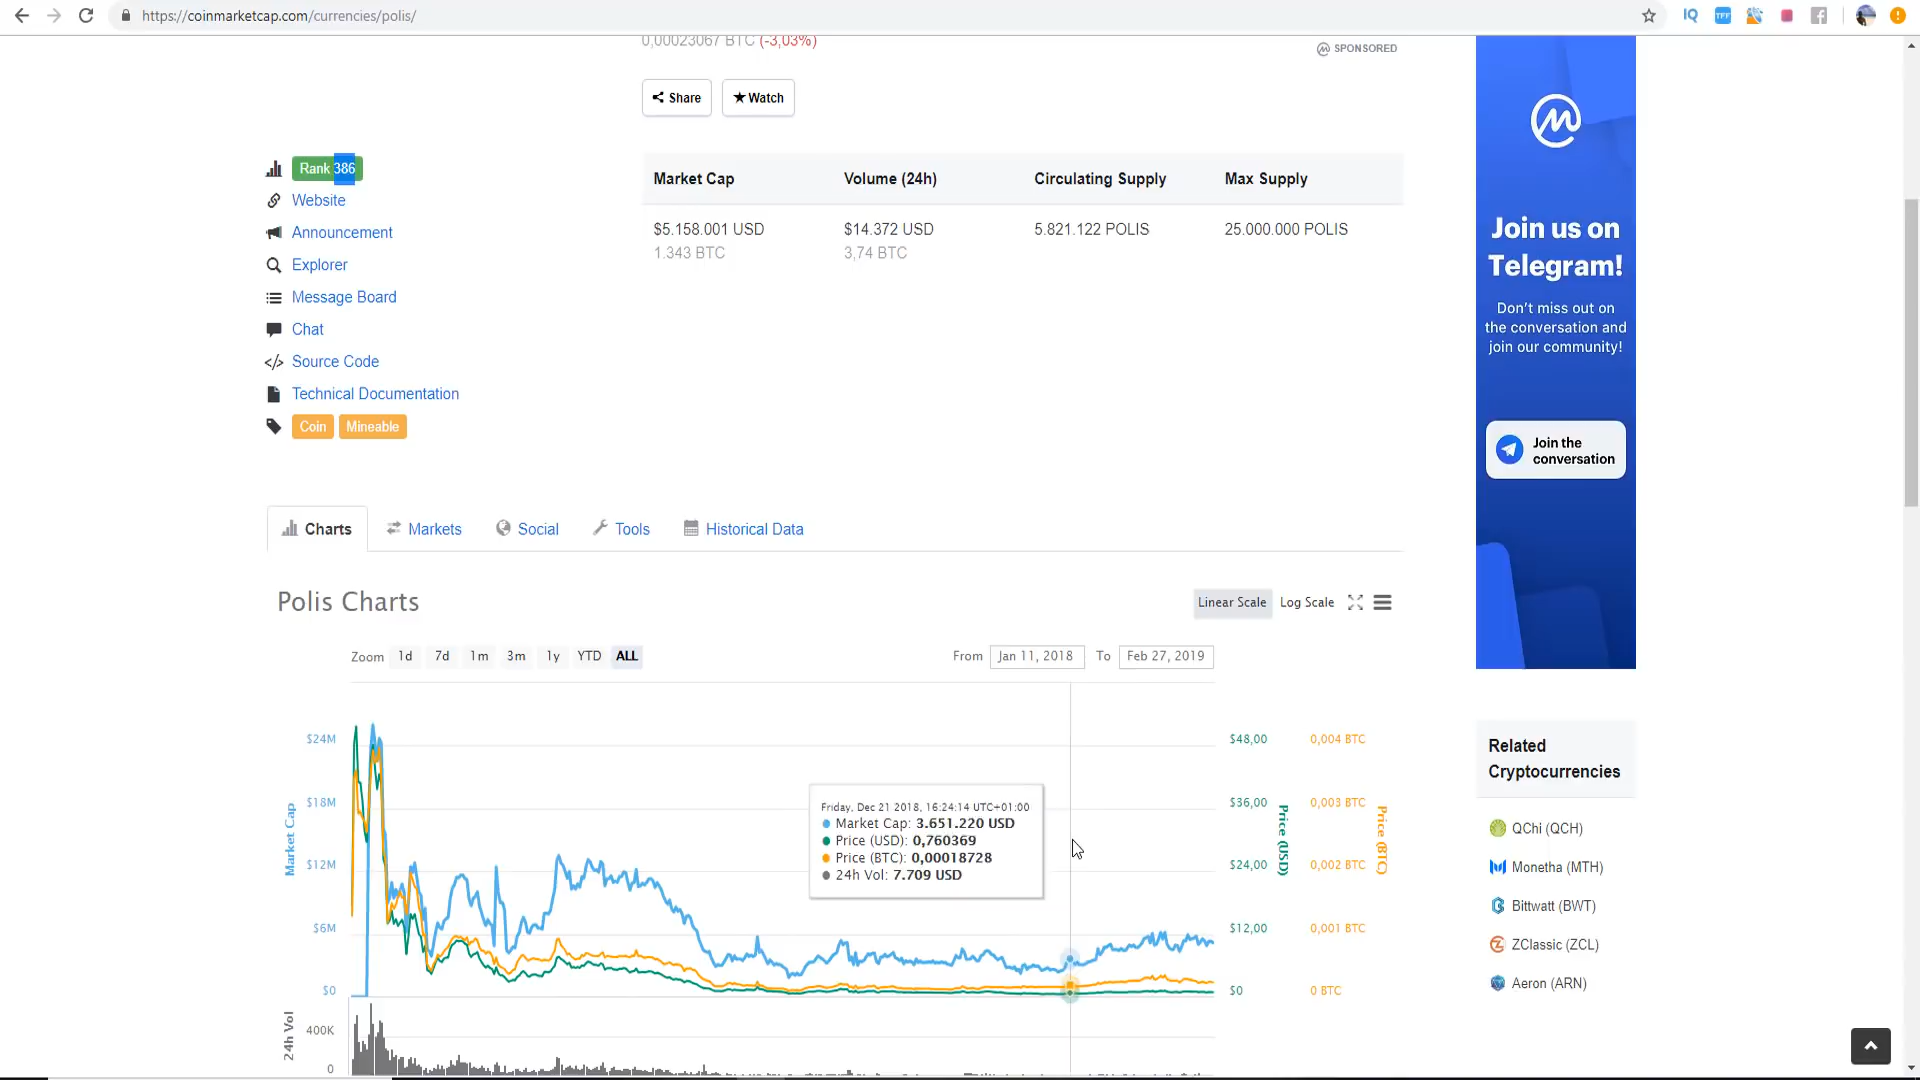 https://coinmarketcap.com/currencies/polis/
IQ
TFF
0,00023067 BTC (-3,03%)
SPONSORED
Share
Watch
Rank 386
Website
Announcement
Explorer
Message Board
Chat
Source Code
Technical Documentation
Coin Mineable
Market Cap Volume (24h) Circulating Supply Max Supply
$5.158.001 USD $14.372 USD 5.821.122 POLIS 25.000.000 POLIS
1.343 BTC 3,74 BTC
Join us on
Telegram!
Don't miss out on
the conversation and
join our community!
Join the
conversation
Charts Markets Social Tools Historical Data
Polis Charts
Linear Scale Log Scale
Zoom 1d 7d 1m 3m 1y YTD ALL
From Jan 11, 2018 To Feb 27, 2019
$24M
$18M
$12M
$6M
$0
Market Cap
Friday, Dec 21 2018, 16:24:14 UTC+01:00
Market Cap: 3.651.220 USD
Price (USD): 0,760369
Price (BTC): 0,00018728
24h Vol: 7.709 USD
$48,00
$36,00
$24,00
$12,00
$0
Price (USD)
0,004 BTC
0,003 BTC
0,002 BTC
0,001 BTC
0 BTC
Price (BTC)
24h Vol
400K
0
Related
Cryptocurrencies
QChi (QCH)
Monetha (MTH)
Bittwatt (BWT)
ZClassic (ZCL)
Aeron (ARN)